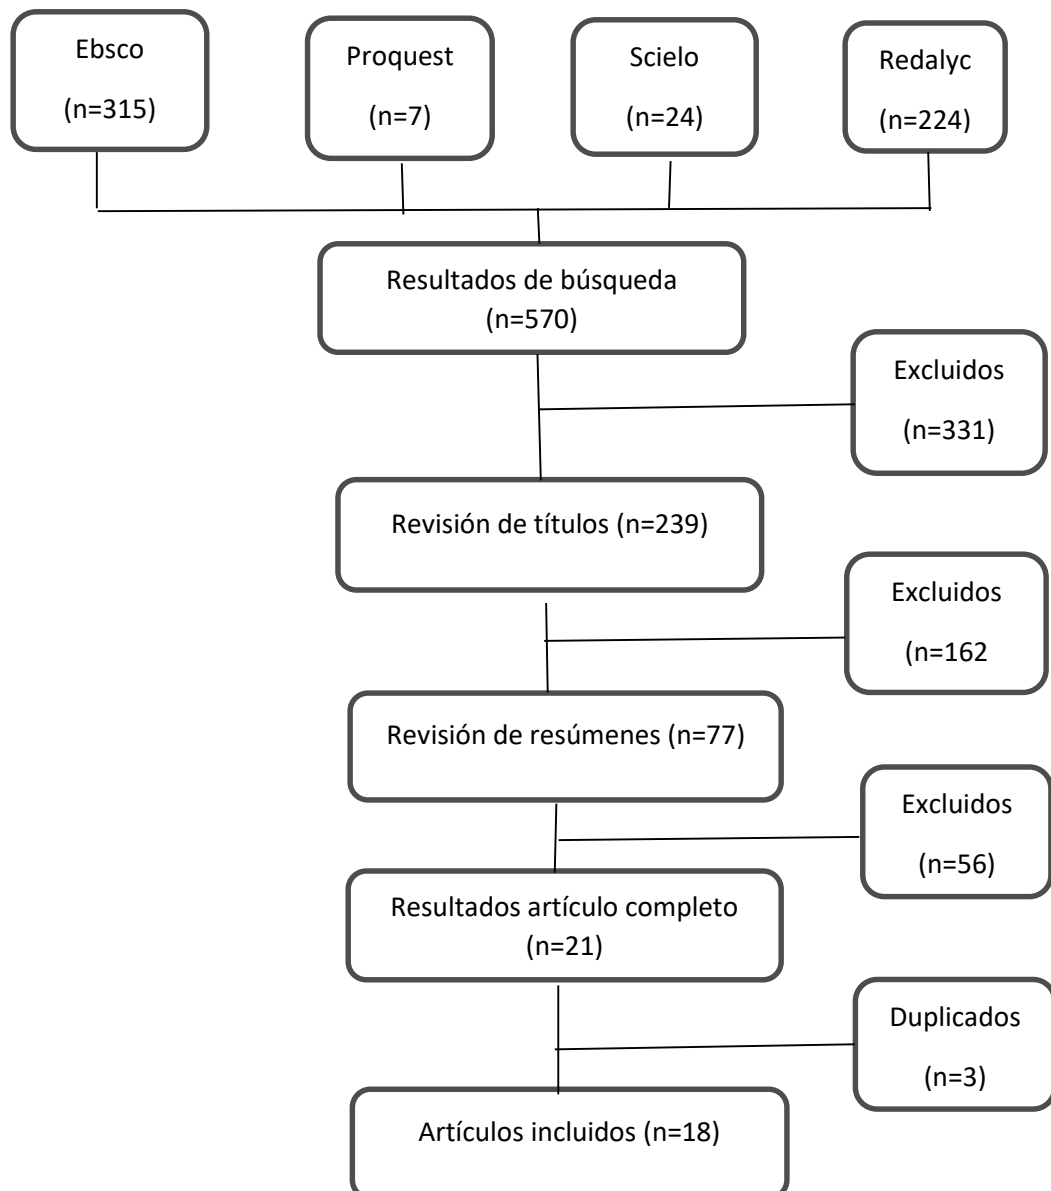 Ebsco
(n=315)
Proquest
(n=7)
Scielo
(n=24)
Redalyc
(n=224)
Resultados de búsqueda
(n=570)
Excluidos
(n=331)
Revisión de títulos (n=239)
Excluidos
(n=162
Revisión de resúmenes (n=77)
Excluidos
(n=56)
Resultados artículo completo
(n=21)
Duplicados
(n=3)
Artículos incluidos (n=18)